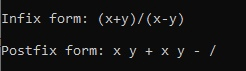 Infix form: (x+y)/(x-y)
Postfix form: x y + x y - /